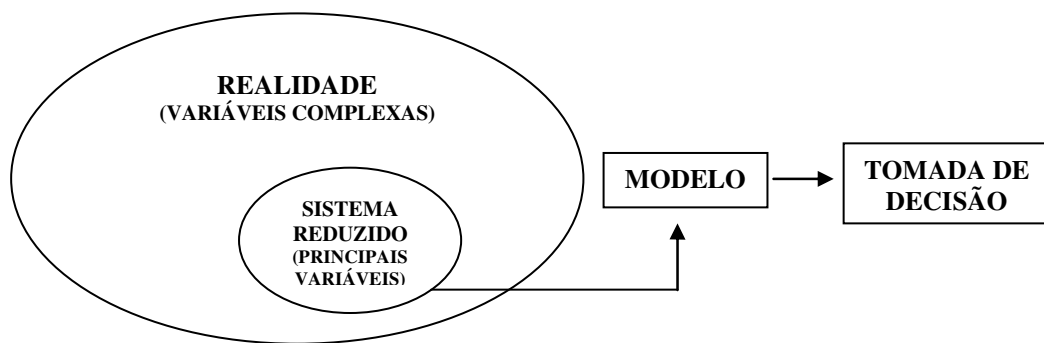 REALIDADE
(VARIÁVEIS COMPLEXAS)
SISTEMA
REDUZIDO
(PRINCIPAIS
VARIÁVEIS)
MODELO
TOMADA DE
DECISÃO